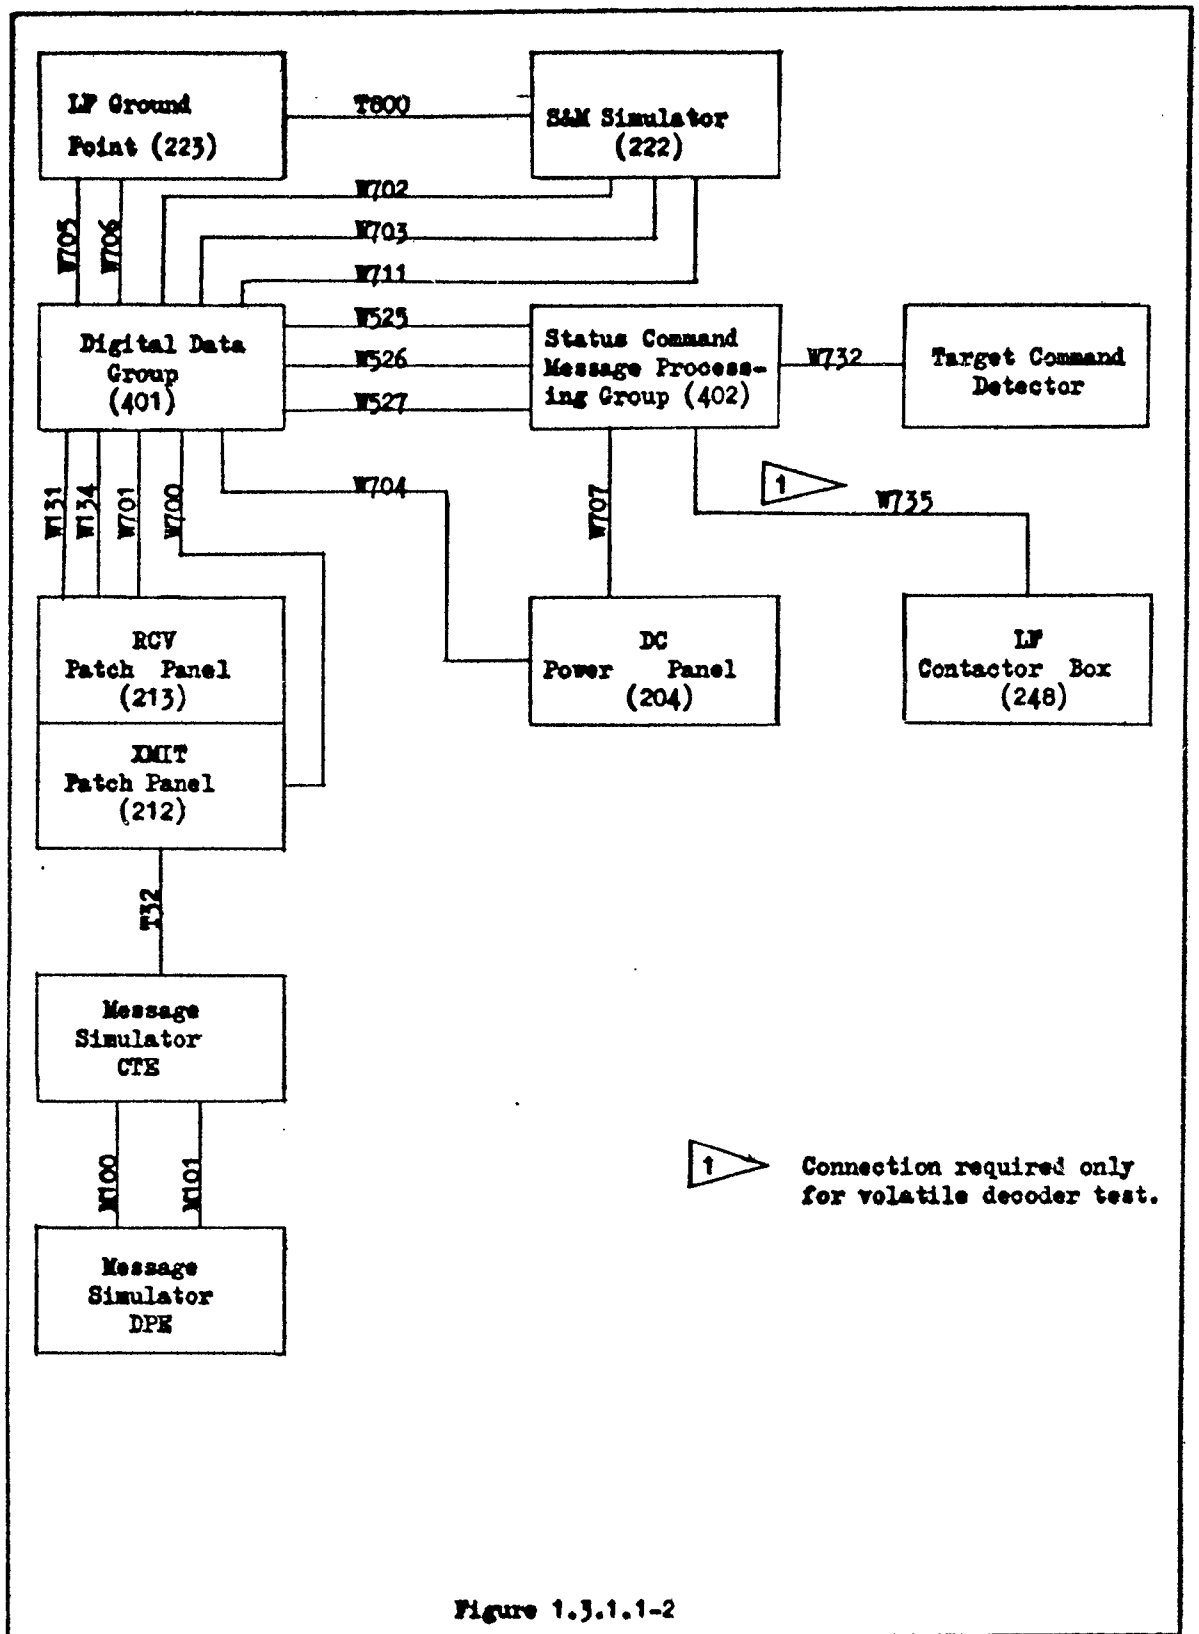 LF Ground
Point (223)
T800
S&M Simulator
(222)
W702
W703
W711
W705
W706
Digital Data
Group
(401)
W525
W526
W527
Status Command
Message Process-
ing Group (402)
W732
Target Command
Detector
W131
W134
W701
W700
W704
W707
1
W735
RCV
Patch Panel
(213)
DC
Power Panel
(204)
LF
Contactor Box
(248)
XMIT
Patch Panel
(212)
T32
Message
Simulator
CTE
M100
M101
1
Connection required only
for volatile decoder test.
Message
Simulator
DPE
Figure 1.3.1.1-2